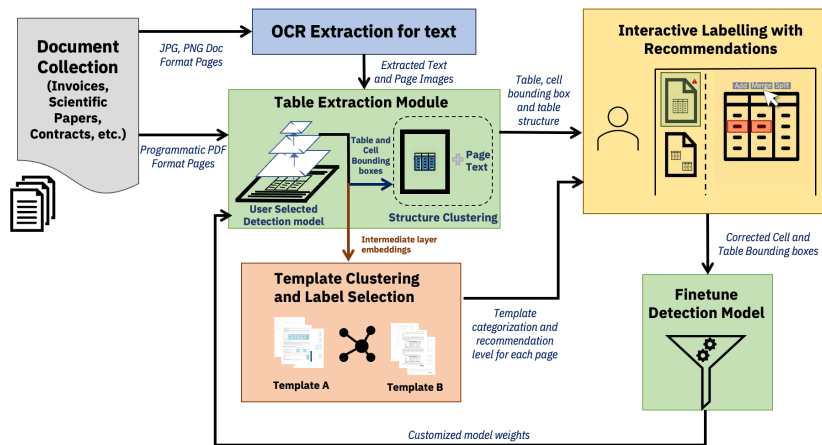 Document
Collection
(Invoices,
Scientific
Papers,
Contracts, etc.)
JPG, PNG Doc
Format Pages
OCR Extraction for text
Extracted Text
and Page Images
Programmatic PDF
Format Pages
Table Extraction Module
Table and
Cell
Bounding
boxes
Page
Text
User Selected
Detection model
Structure Clustering
Table, cell
bounding box
and table
structure
Interactive Labelling with
Recommendations
Add Merge Split
Intermediate layer
embeddings
Template Clustering
and Label Selection
Template A
Template B
Template
categorization and
recommendation
level for each page
Corrected Cell and
Table Bounding boxes
Finetune
Detection Model
Customized model weights